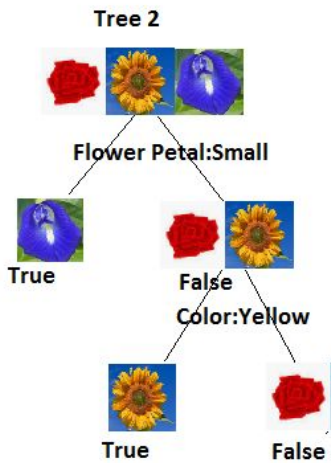 Tree 2
Flower Petal:Small
True
False
Color:Yellow
True
False